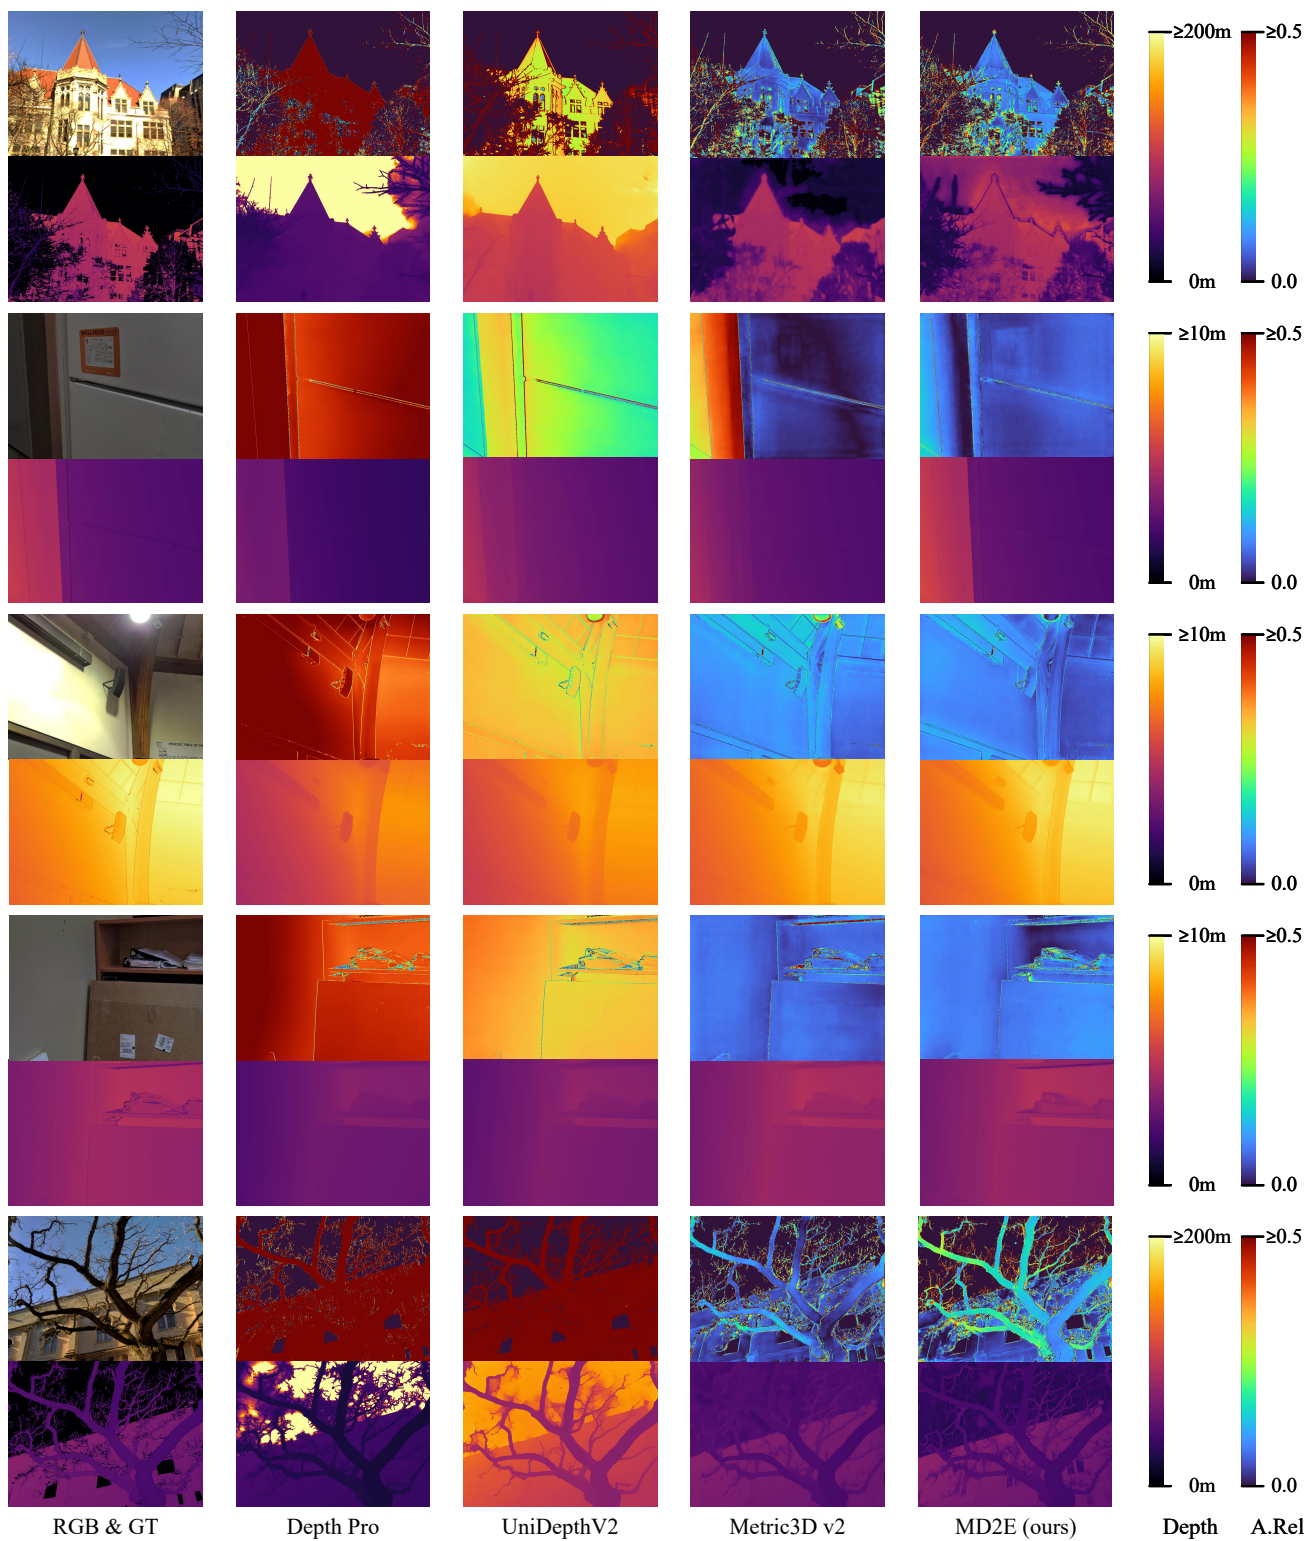 ≥200m ≥0.5
0m 0.0
WELLNESS
≥10m ≥0.5
0m 0.0
≥10m ≥0.5
0m 0.0
≥10m ≥0.5
0m 0.0
≥200m ≥0.5
0m 0.0
RGB & GT Depth Pro UniDepthV2 Metric3D v2 MD2E (ours) Depth A.Rel